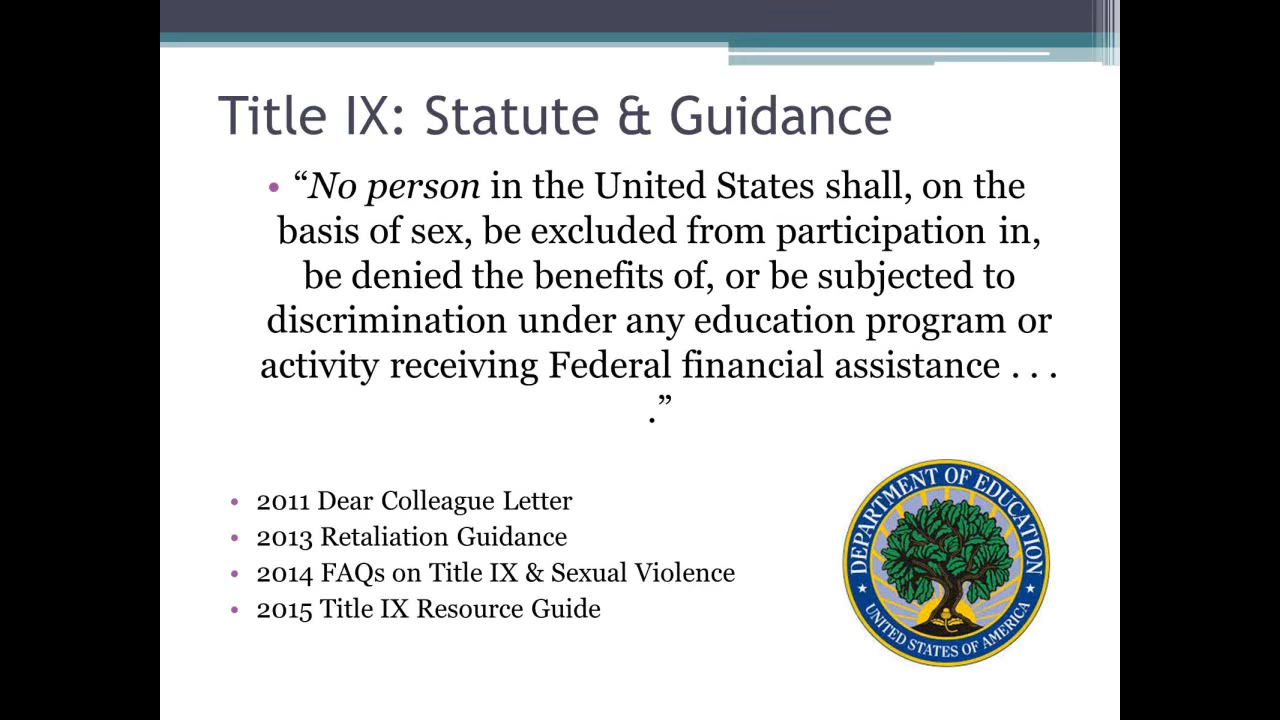 Title IX: Statute & Guidance
• “No person in the United States shall, on the
basis of sex, be excluded from participation in,
be denied the benefits of, or be subjected to
discrimination under any education program or
activity receiving Federal financial assistance . . .
.”
• 2011 Dear Colleague Letter
• 2013 Retaliation Guidance
• 2014 FAQs on Title IX & Sexual Violence
• 2015 Title IX Resource Guide
DEPARTMENT OF EDUCATION
UNITED STATES OF AMERICA